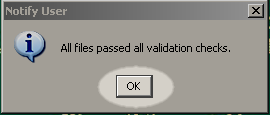 Notify User
All files passed all validation checks.
OK